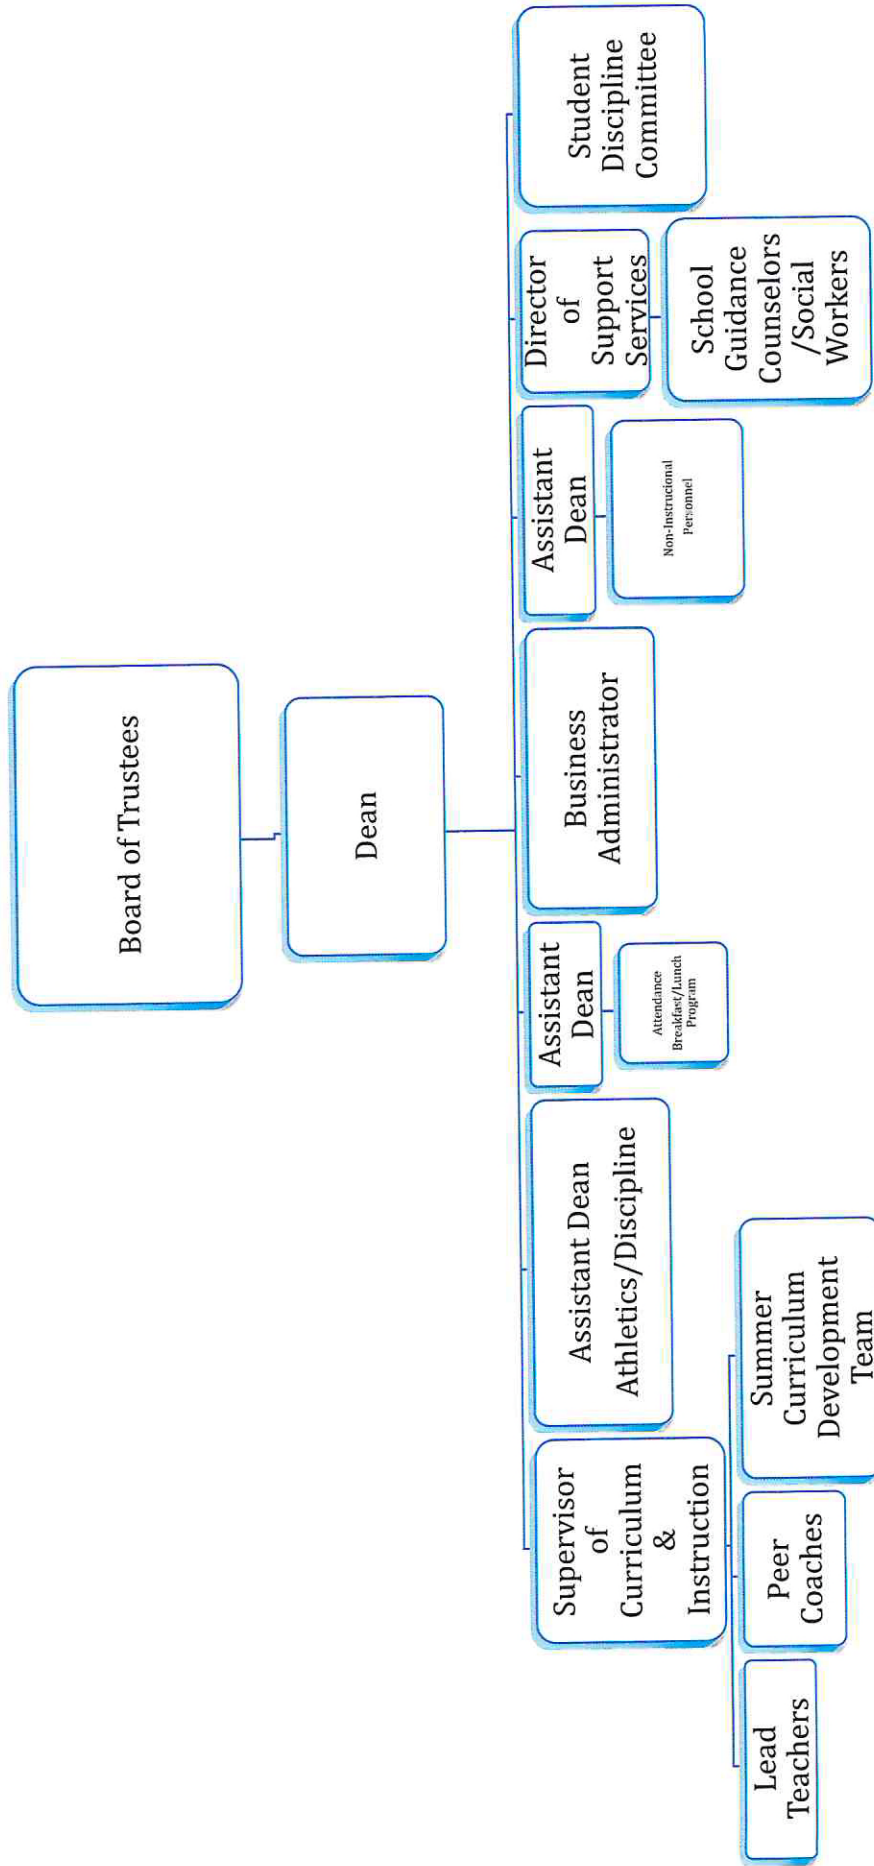 Board of Trustees
Dean
Supervisor
of
Curriculum
&
Instruction
Assistant Dean
Athletics/Discipline
Assistant
Dean
Business
Administrator
Assistant
Dean
Director
of
Support
Services
Student
Discipline
Committee
Lead
Teachers
Peer
Coaches
Summer
Curriculum
Development
Team
Attendance
Breakfast/Lunch
Program
Non-Instrucional
Personnel
School
Guidance
Counselors
/Social
Workers